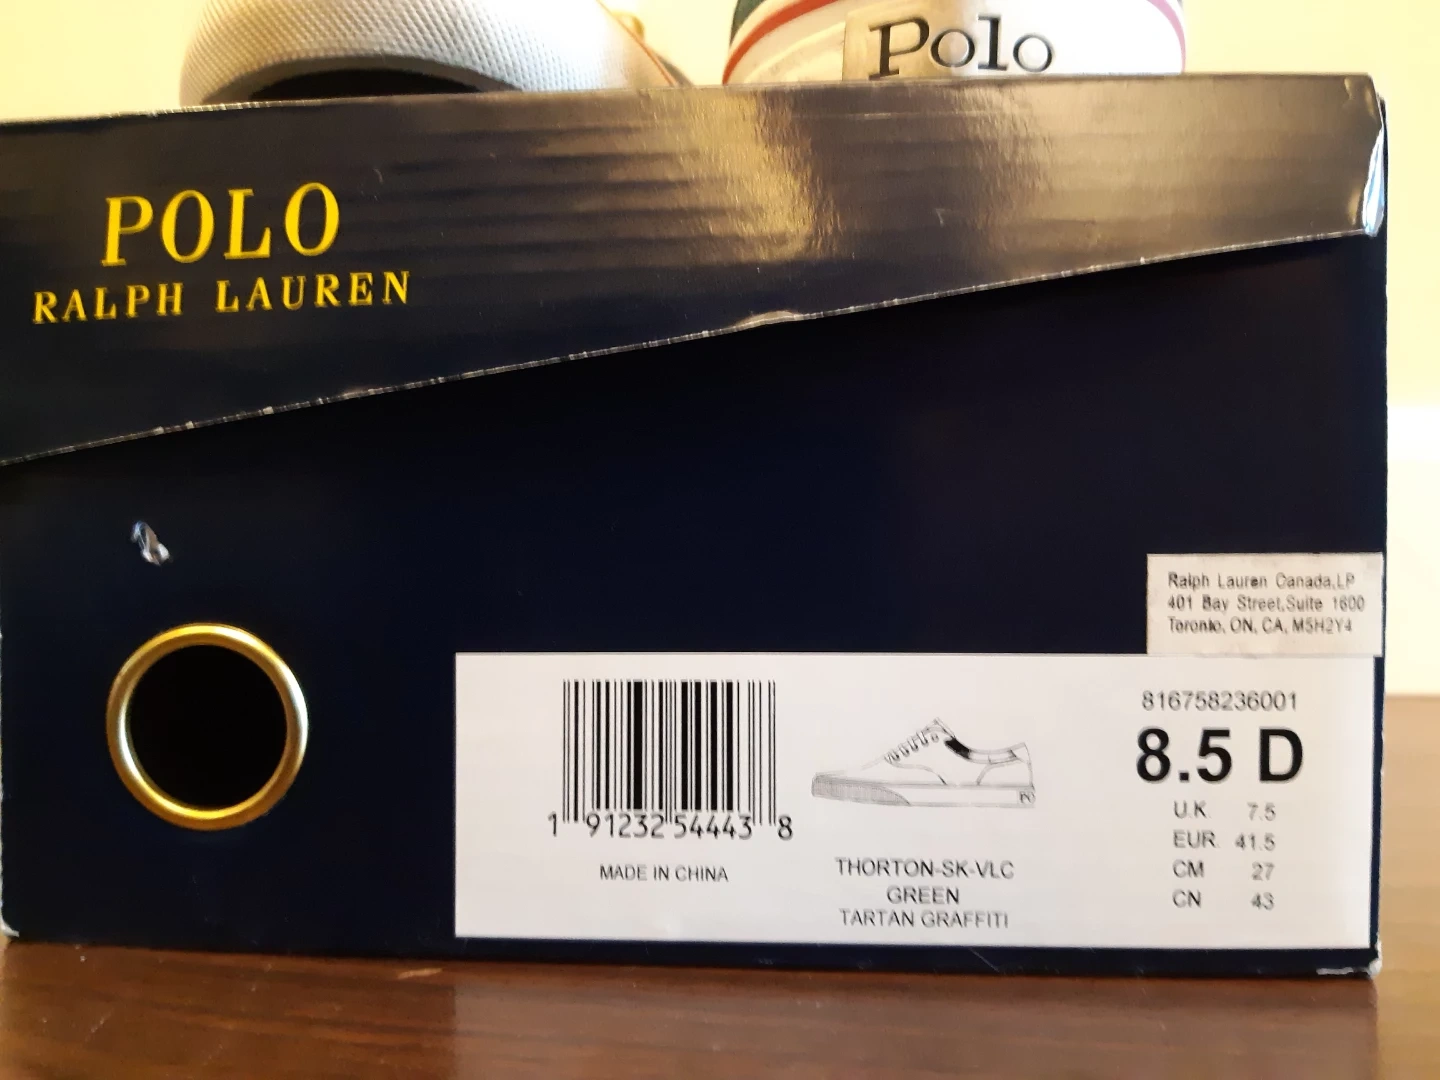 Polo
POLO
RALPH LAUREN
Ralph Lauren Canada,LP
401 Bay Street,Suite 1600
Toronto, ON, CA, M5H2Y4
816758236001
8.5 D
U.K. 7.5
EUR. 41.5
CM 27
CN 43
1 91232 54443 8
MADE IN CHINA
THORTON-SK-VLC
GREEN
TARTAN GRAFFITI